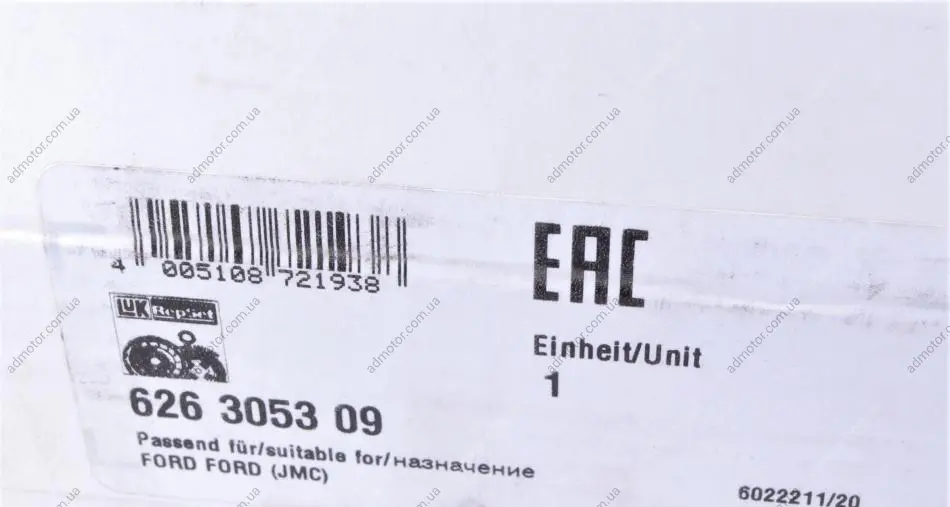 4 005108 721938
LuK RepSet
626 3053 09
Passend für/suitable for/назначение
FORD FORD (JMC)
EAC
Einheit/Unit
1
6022211/20
admotor.com.ua